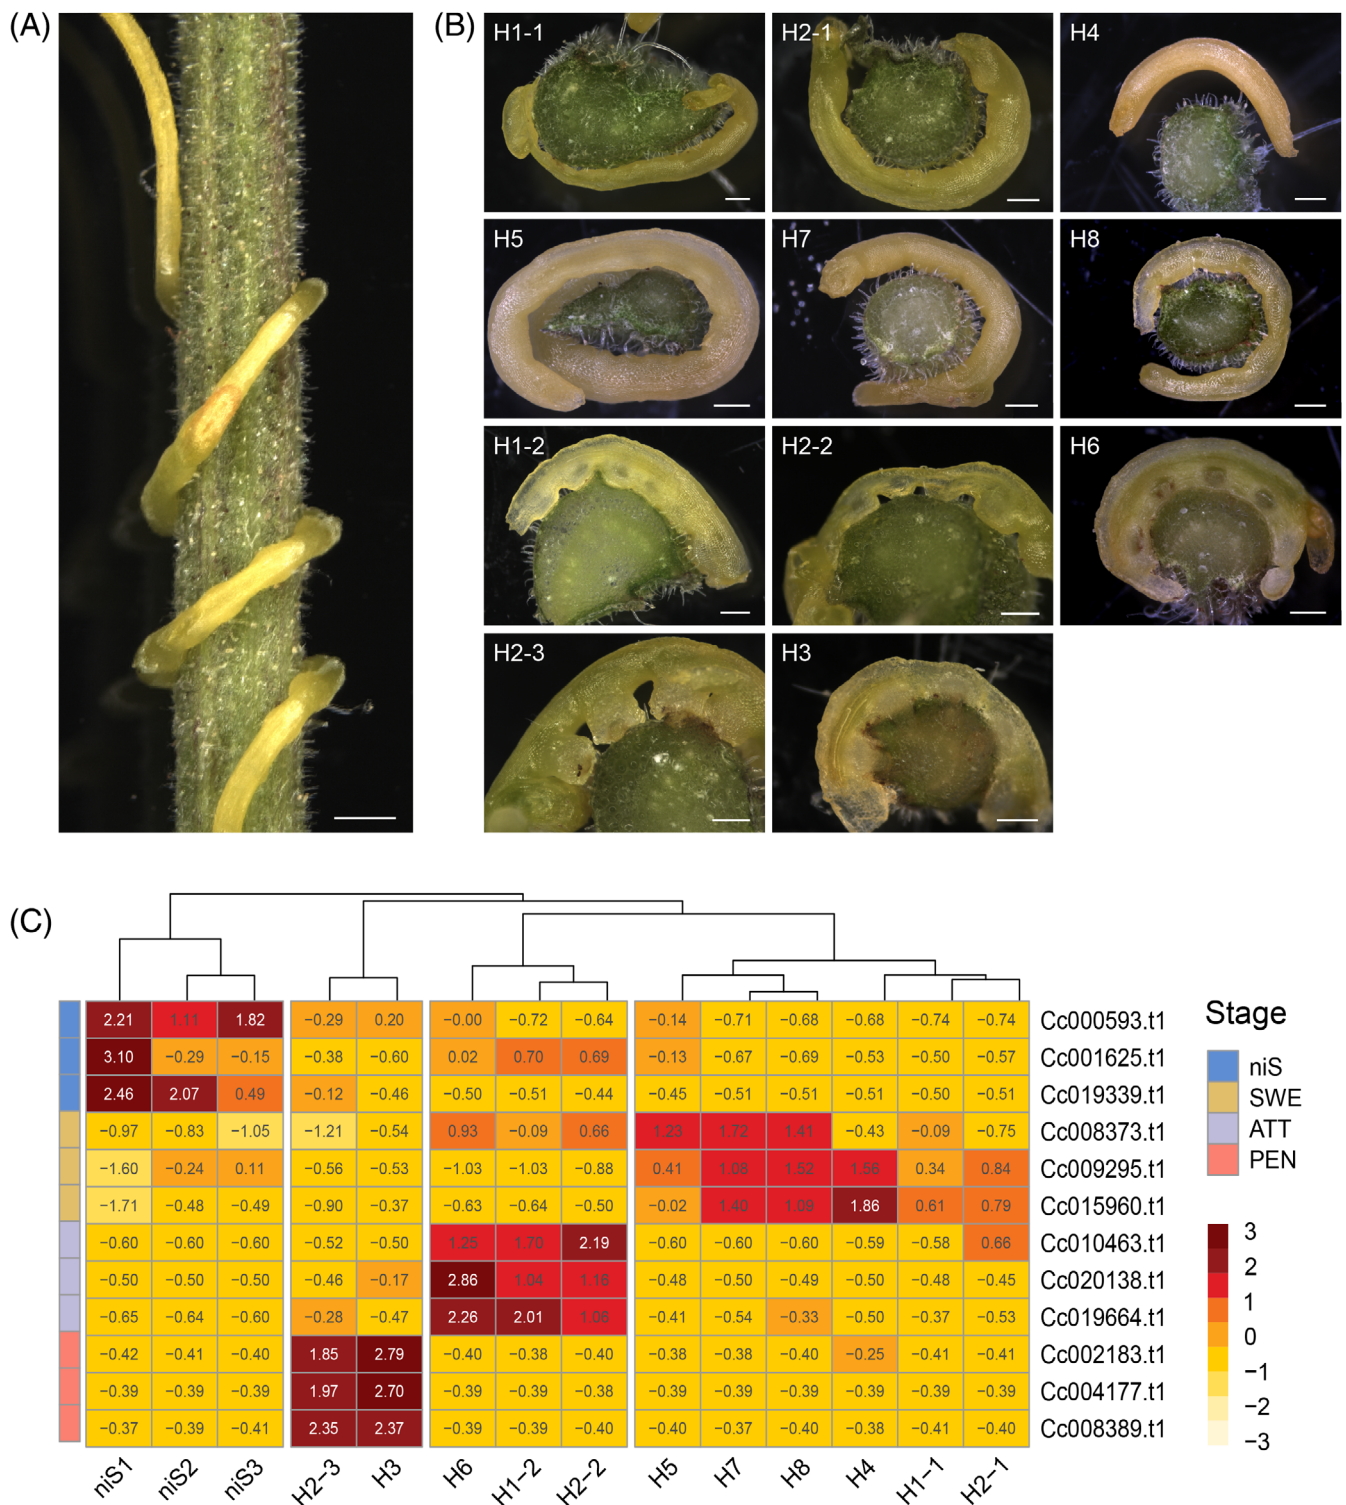 (A)
(B)
H1-1
H2-1
H4
H5
H7
H8
H1-2
H2-2
H6
H2-3
H3
(C)
2.21 1.11 1.82 −0.29 0.20 −0.00 −0.72 −0.64 −0.14 −0.71 −0.68 −0.68 −0.74 −0.74 Cc000593.t1
3.10 −0.29 −0.15 −0.38 −0.60 0.02 0.70 0.69 −0.13 −0.67 −0.69 −0.53 −0.50 −0.57 Cc001625.t1
2.46 2.07 0.49 −0.12 −0.46 −0.50 −0.51 −0.44 −0.45 −0.51 −0.51 −0.51 −0.50 −0.51 Cc019339.t1
−0.97 −0.83 −1.05 −1.21 −0.54 0.93 −0.09 0.66 1.23 1.72 1.41 −0.43 −0.09 −0.75 Cc008373.t1
−1.60 −0.24 0.11 −0.56 −0.53 −1.03 −1.03 −0.88 0.41 1.08 1.52 1.56 0.34 0.84 Cc009295.t1
−1.71 −0.48 −0.49 −0.90 −0.37 −0.63 −0.64 −0.50 −0.02 1.40 1.09 1.86 0.61 0.79 Cc015960.t1
−0.60 −0.60 −0.60 −0.52 −0.50 1.25 1.70 2.19 −0.60 −0.60 −0.60 −0.59 −0.58 0.66 Cc010463.t1
−0.50 −0.50 −0.50 −0.46 −0.17 2.86 1.04 1.16 −0.48 −0.50 −0.49 −0.50 −0.48 −0.45 Cc020138.t1
−0.65 −0.64 −0.60 −0.28 −0.47 2.26 2.01 1.06 −0.41 −0.54 −0.33 −0.50 −0.37 −0.53 Cc019664.t1
−0.42 −0.41 −0.40 1.85 2.79 −0.40 −0.38 −0.40 −0.38 −0.38 −0.40 −0.25 −0.41 −0.41 Cc002183.t1
−0.39 −0.39 −0.39 1.97 2.70 −0.39 −0.39 −0.38 −0.39 −0.39 −0.39 −0.39 −0.39 −0.39 Cc004177.t1
−0.37 −0.39 −0.41 2.35 2.37 −0.39 −0.39 −0.40 −0.40 −0.37 −0.40 −0.38 −0.41 −0.40 Cc008389.t1
niS1 niS2 niS3 H2-3 H3 H6 H1-2 H2-2 H5 H7 H8 H4 H1-1 H2-1
Stage
niS
SWE
ATT
PEN
3
2
1
0
−1
−2
−3